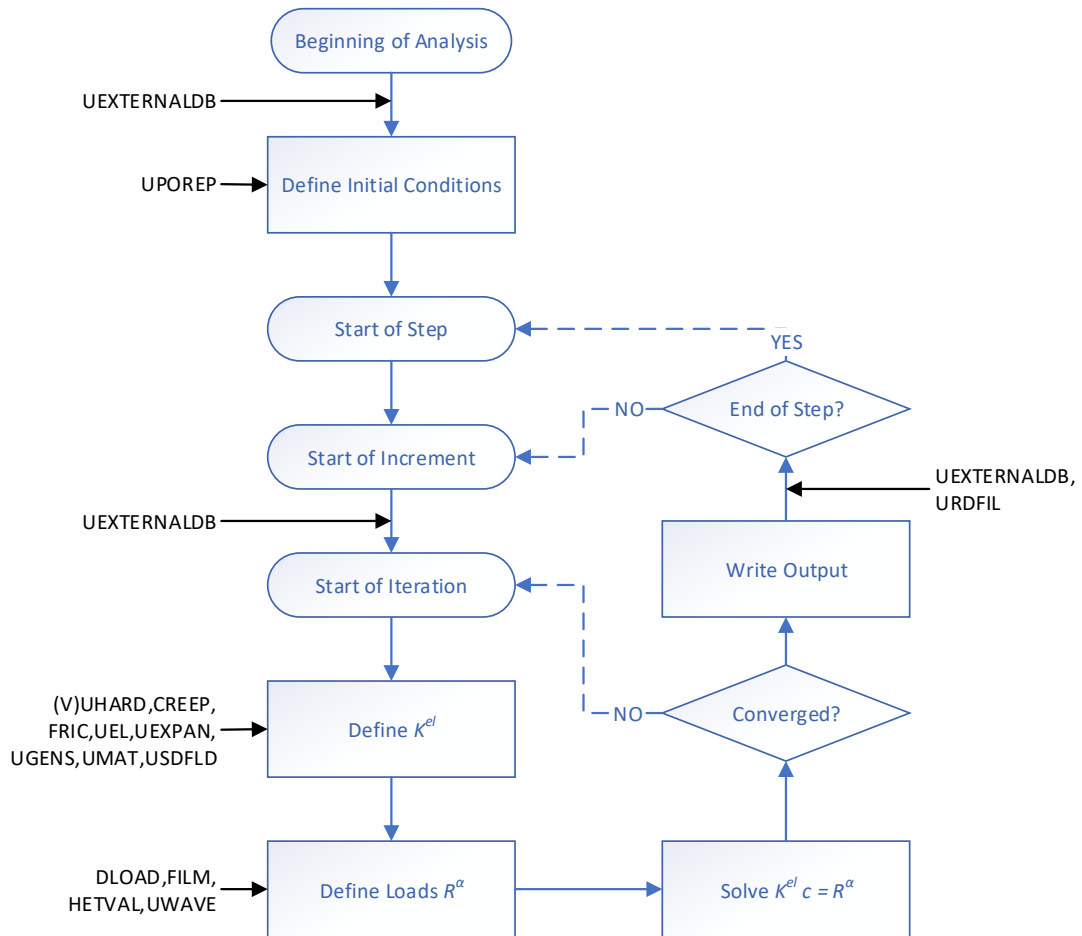 Beginning of Analysis
UEXTERNALDB
UPOREP
Define Initial Conditions
Start of Step
YES
End of Step?
NO
Start of Increment
UEXTERNALDB,
URDFIL
UEXTERNALDB
Write Output
Start of Iteration
(V)UHARD,CREEP,
FRIC,UEL,UEXPAN,
UGENS,UMAT,USDFLD
Define K^el
NO
Converged?
DLOAD,FILM,
HETVAL,UWAVE
Define Loads R^α
Solve K^el c = R^α